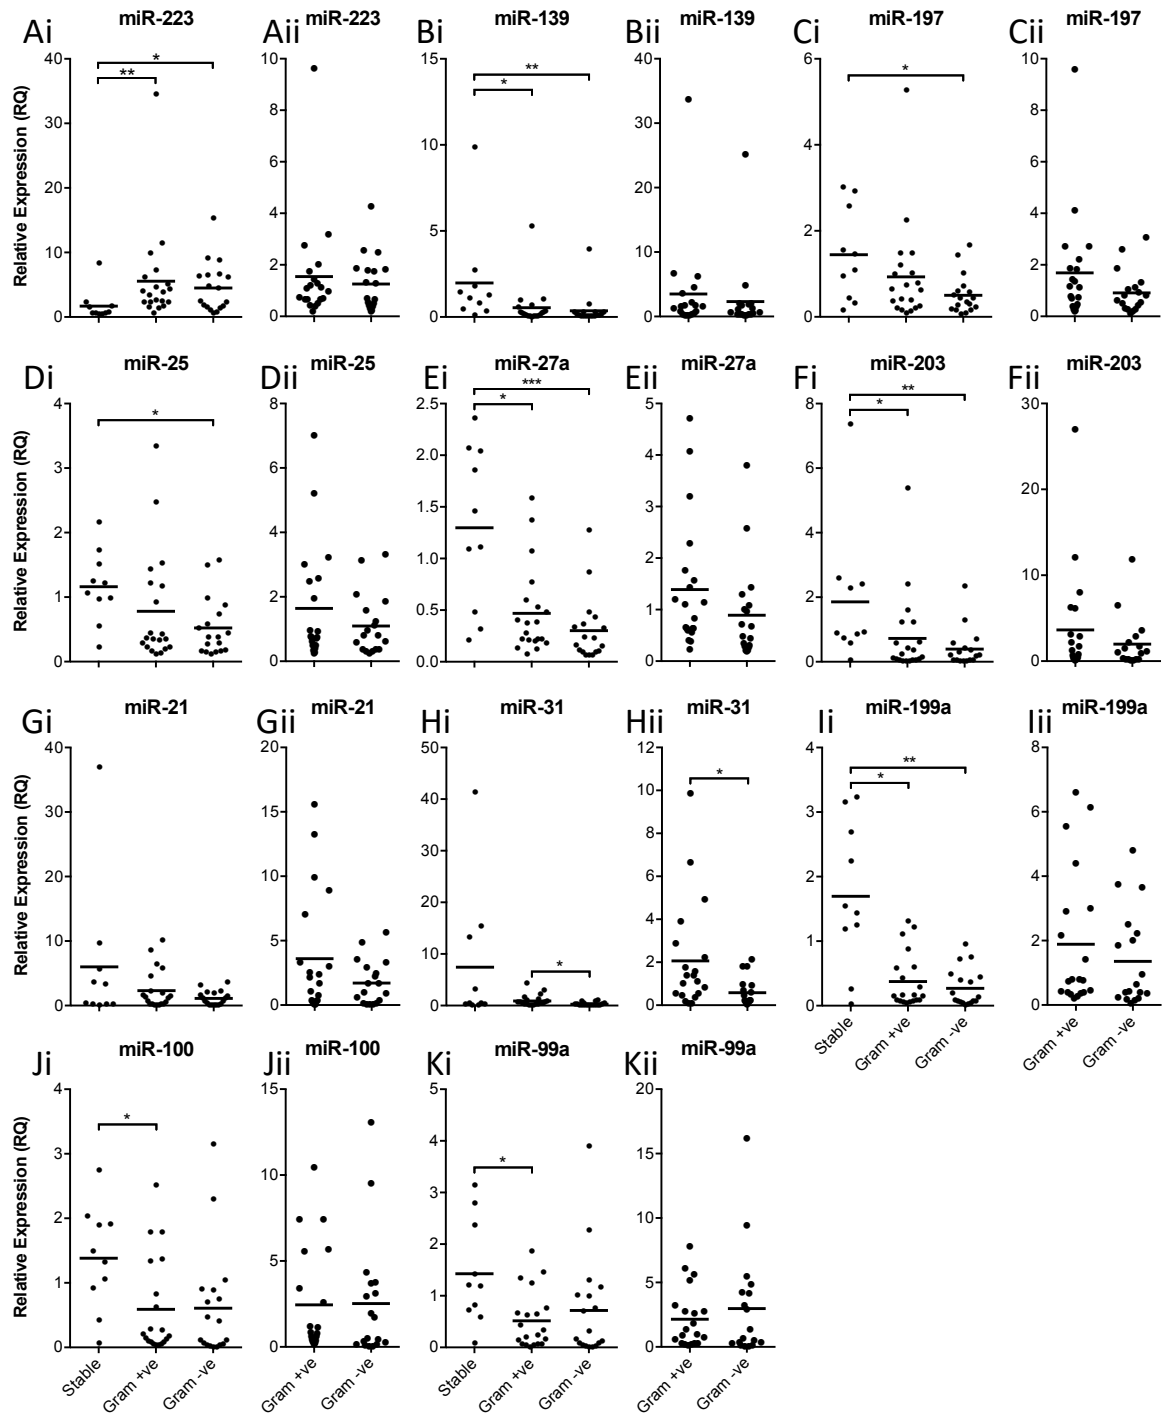 Ai miR-223 Aii miR-223 Bi miR-139 Bii miR-139 Ci miR-197 Cii miR-197
Relative Expression (RQ)
40 30 20 10 0
* **
10 8 6 4 2 0
15 10 5 0
** *
40 30 20 10 0
6 4 2 0
*
10 8 6 4 2 0
Di miR-25 Dii miR-25 Ei miR-27a Eii miR-27a Fi miR-203 Fii miR-203
Relative Expression (RQ)
4 3 2 1 0
*
8 6 4 2 0
2.5 2.0 1.5 1.0 0.5 0.0
*** *
5 4 3 2 1 0
8 6 4 2 0
** *
30 20 10 0
Gi miR-21 Gii miR-21 Hi miR-31 Hii miR-31 Ii miR-199a Iii miR-199a
Relative Expression (RQ)
40 30 20 10 0
20 15 10 5 0
50 40 30 20 10 0
*
12 10 8 6 4 2 0
*
4 3 2 1 0
** *
Stable Gram +ve Gram -ve
8 6 4 2 0
Gram +ve Gram -ve
Ji miR-100 Jii miR-100 Ki miR-99a Kii miR-99a
Relative Expression (RQ)
4 3 2 1 0
*
Stable Gram +ve Gram -ve
15 10 5 0
Gram +ve Gram -ve
5 4 3 2 1 0
*
Stable Gram +ve Gram -ve
20 15 10 5 0
Gram +ve Gram -ve